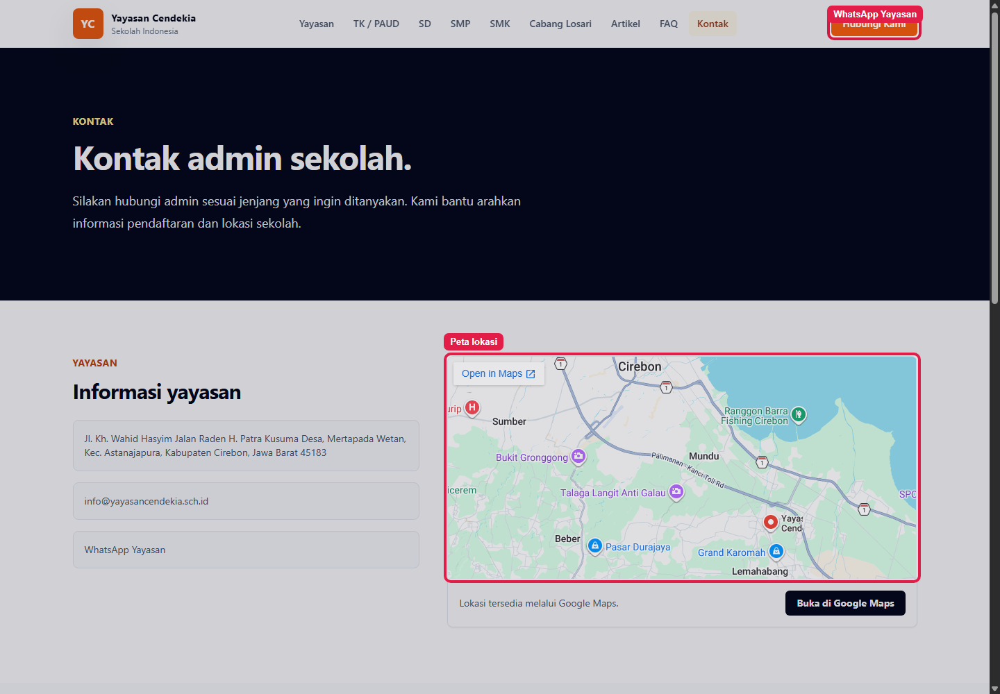 YC
Yayasan Cendekia
Sekolah Indonesia
Yayasan
TK / PAUD
SD
SMP
SMK
Cabang Losari
Artikel
FAQ
Kontak
WhatsApp Yayasan
Hubungi Kami
KONTAK
Kontak admin sekolah.
Silakan hubungi admin sesuai jenjang yang ingin ditanyakan. Kami bantu arahkan
informasi pendaftaran dan lokasi sekolah.
YAYASAN
Informasi yayasan
Jl. Kh. Wahid Hasyim Jalan Raden H. Patra Kusuma Desa, Mertapada Wetan,
Kec. Astanajapura, Kabupaten Cirebon, Jawa Barat 45183
info@yayasancendekia.sch.id
WhatsApp Yayasan
Peta lokasi
Open in Maps
1
Cirebon
1
urip
H
Sumber
Ranggon Barra
Fishing Cirebon
Bukit Gronggong
Palimanan - Kanci Toll Rd
Mundu
1
icerem
Talaga Langit Anti Galau
SPC
1
Yayas
Cend
Beber
Pasar Durajaya
Grand Karomah
Lemahabang
Lokasi tersedia melalui Google Maps.
Buka di Google Maps